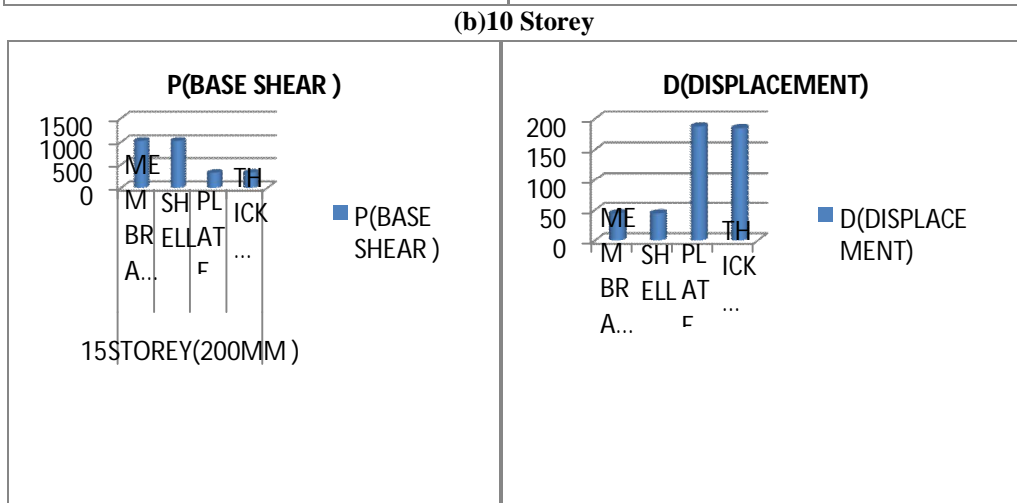 (b)10 Storey
P(BASE SHEAR )
1500
1000
500
0
ME
M
BR
A...
SH
ELL
PL
AT
E
TH
ICK
...
15STOREY(200MM )
P(BASE
SHEAR )
D(DISPLACEMENT)
200
150
100
50
0
ME
M
BR
A...
SH
ELL
PL
AT
E
TH
ICK
...
D(DISPLACE
MENT)